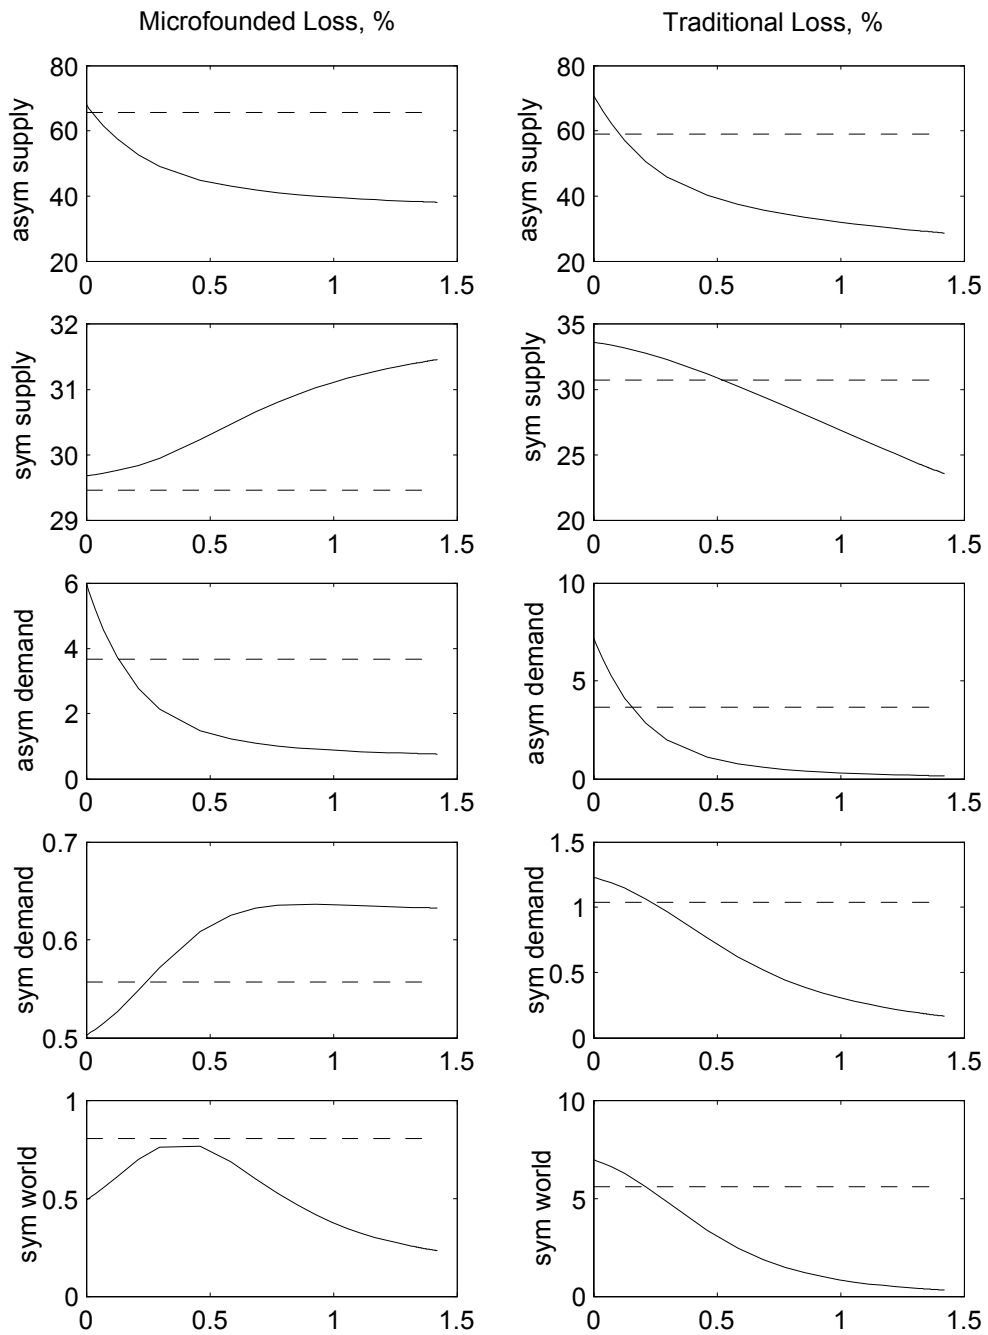 Microfounded Loss, %
Traditional Loss, %
80
60
40
20
asym supply
0 0.5 1 1.5
80
60
40
20
asym supply
0 0.5 1 1.5
32
31
30
29
sym supply
0 0.5 1 1.5
35
30
25
20
sym supply
0 0.5 1 1.5
6
4
2
0
asym demand
0 0.5 1 1.5
10
5
0
asym demand
0 0.5 1 1.5
0.7
0.6
0.5
sym demand
0 0.5 1 1.5
1.5
1
0.5
0
sym demand
0 0.5 1 1.5
1
0.5
0
sym world
0 0.5 1 1.5
10
5
0
sym world
0 0.5 1 1.5